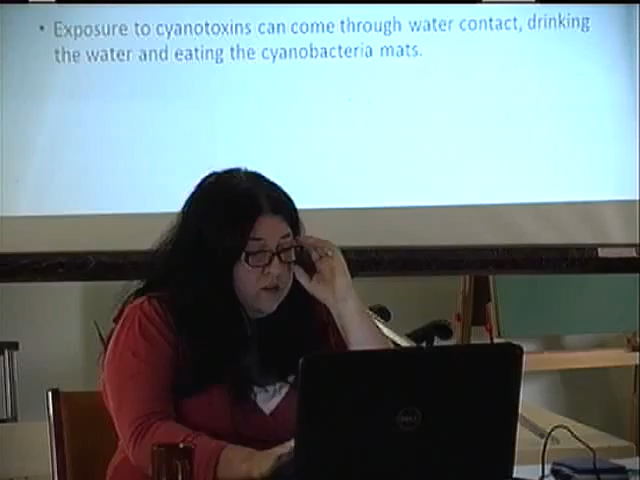 • Exposure to cyanotoxins can come through water contact, drinking
the water and eating the cyanobacteria mats.
DELL